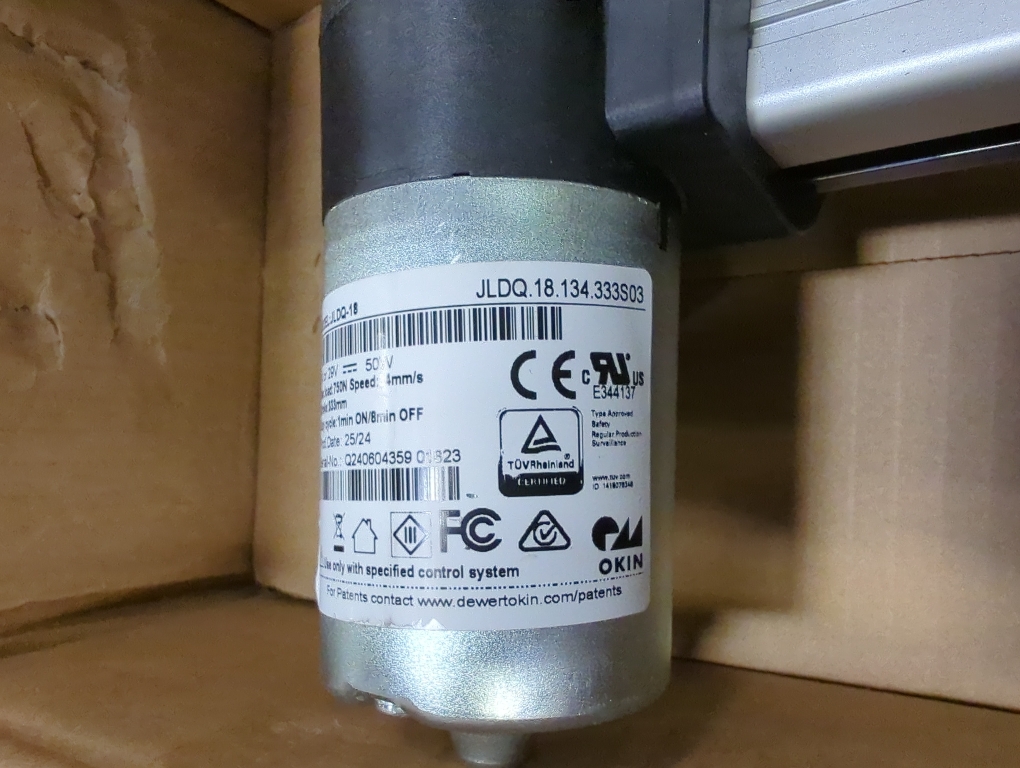 JLDQ.18.134.333S03
JLDQ-18
29V 50W
750N Speed: 4mm/s
333mm
cycle:1min ON/8min OFF
Date: 25/24
Q240604359
c US
E344137
TÜVRheinland®
CERTIFIED
Type Approved
Safety
Regular Production
Surveillance
www.tuv.com
ID
FC
OKIN
Use only with specified control system
For Patents contact www.dewertokin.com/patents